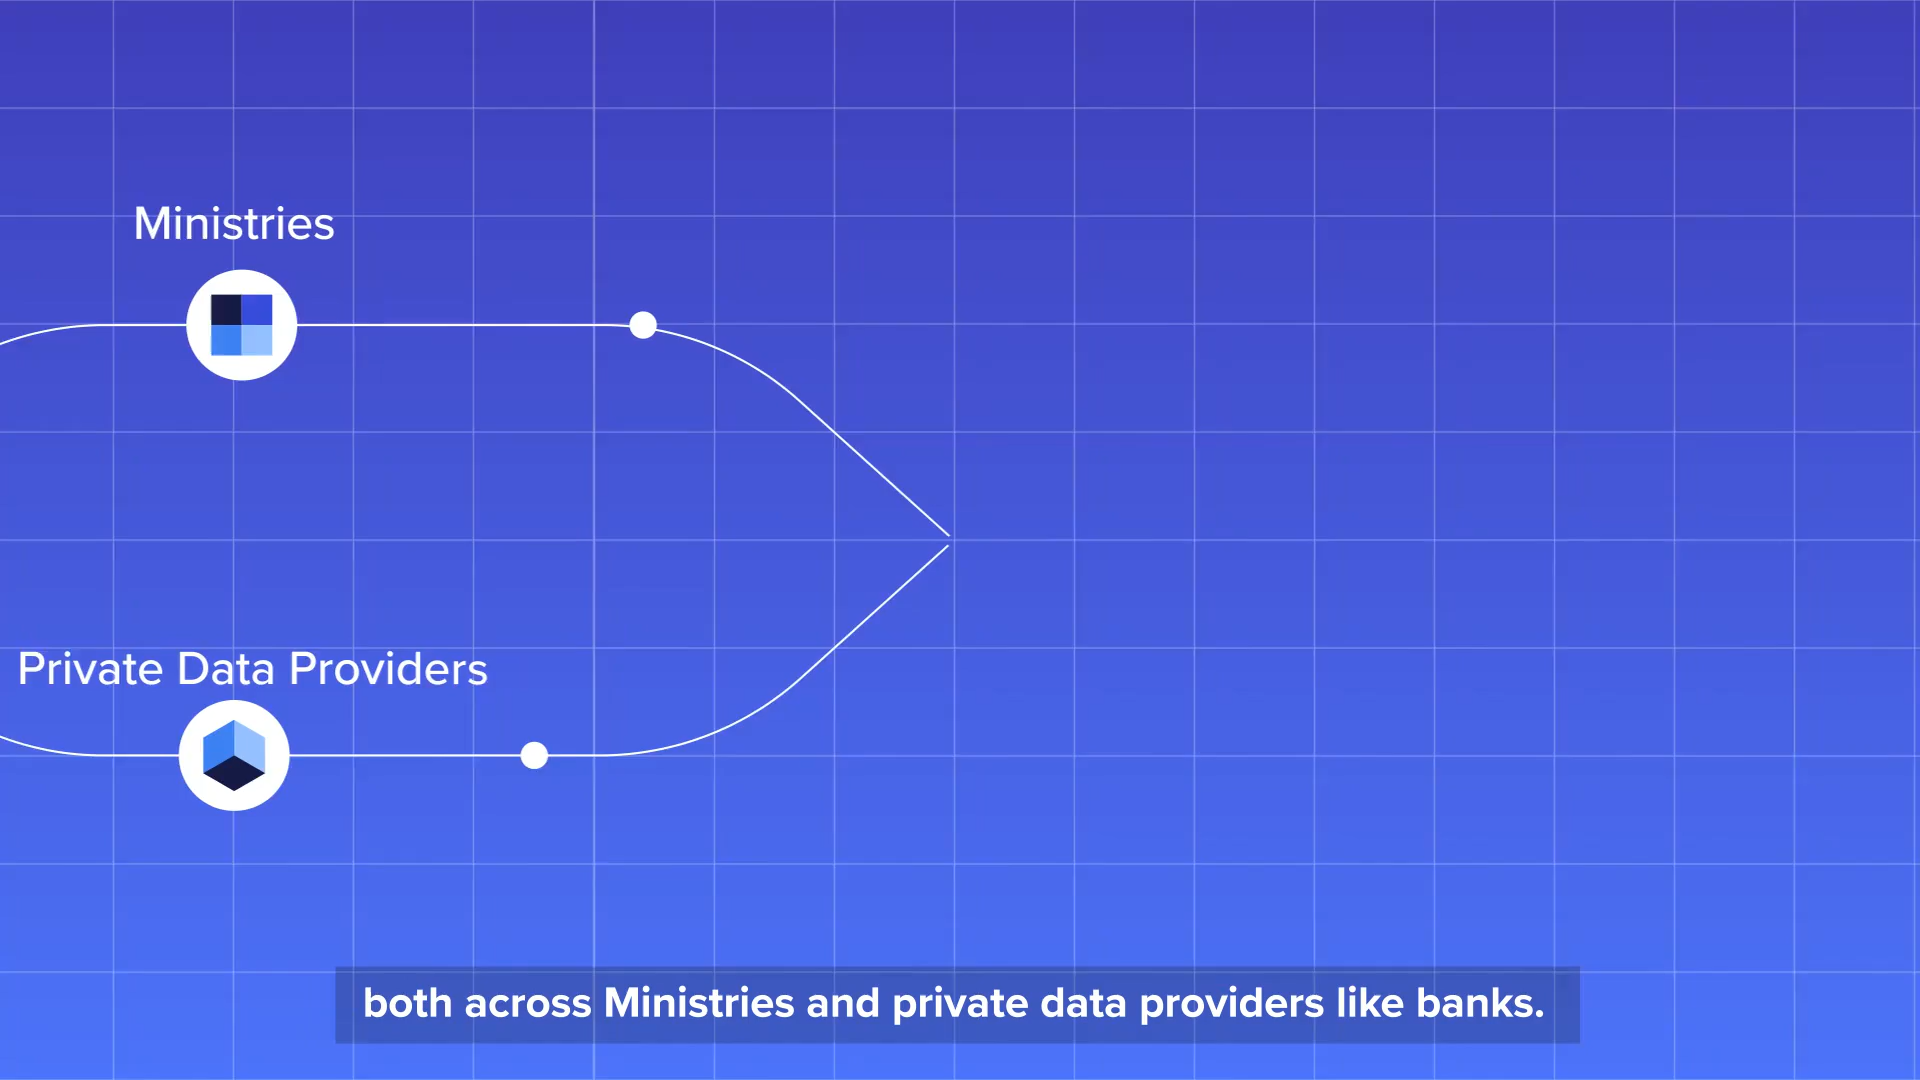 Ministries
Private Data Providers
both across Ministries and private data providers like banks.